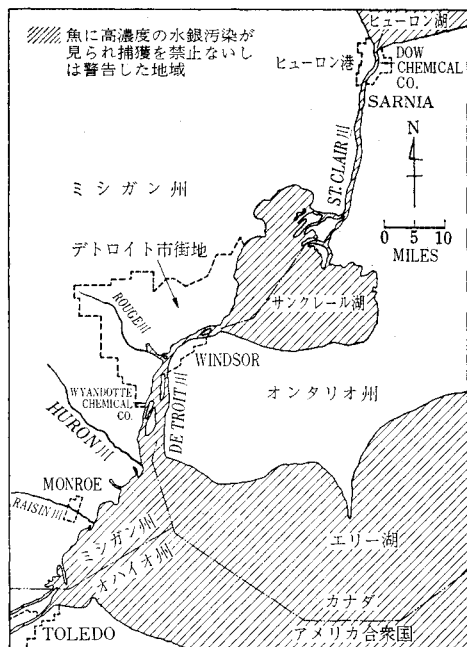 魚に高濃度の水銀汚染が
見られ捕獲を禁止ないし
は警告した地域
ヒューロン湖
ヒューロン港
DOW
CHEMICAL
CO.
SARNIA
N
ST.CLAIR川
ミシガン州
0 5 10
MILES
デトロイト市街地
サンクレール湖
ROUGE川
WINDSOR
WYANDOTTE
CHEMICAL
CO.
DETROIT川
オンタリオ州
HURON川
MONROE
RAISIN川
ミシガン州
オハイオ州
エリー湖
カナダ
アメリカ合衆国
TOLEDO